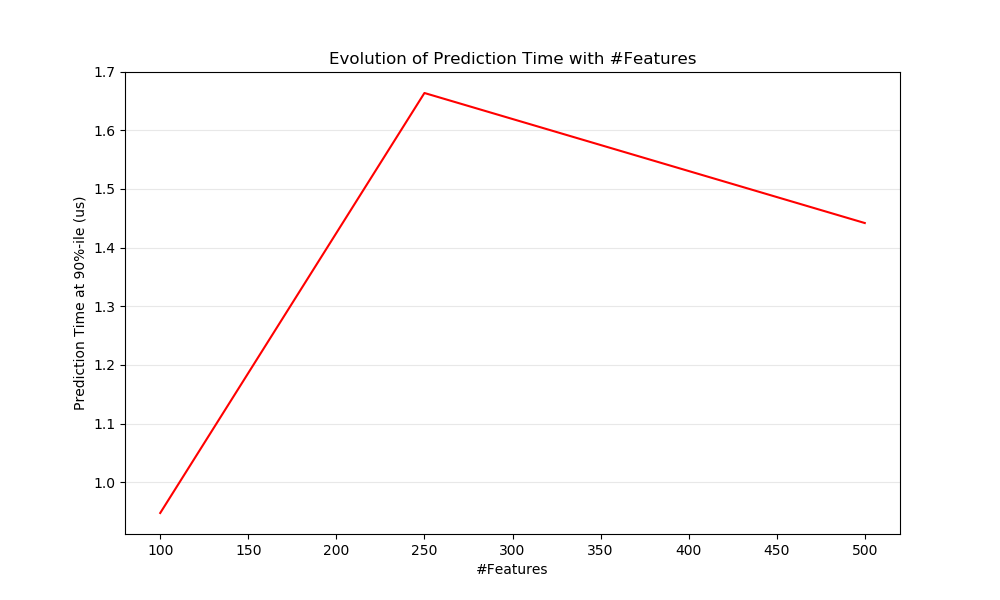 Evolution of Prediction Time with #Features
Prediction Time at 90%-ile (us)
1.7
1.6
1.5
1.4
1.3
1.2
1.1
1.0
100 150 200 250 300 350 400 450 500
#Features